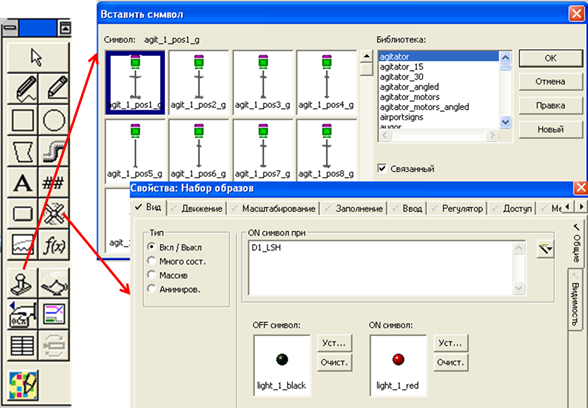 Вставить символ
Символ: agit_1_pos1_g
Библиотека:
agit_1_pos1_g agit_1_pos2_g agit_1_pos3_g agit_1_pos4_g
agit_1_pos5_g agit_1_pos6_g agit_1_pos7_g agit_1_pos8_g
agitator
agitator_15
agitator_30
agitator_angled
agitator_motors
agitator_motors_angled
airportsigns
OK
Отмена
Правка
Новый
Связанный
A ##
f(x)
Свойства: Набор образов
Вид Движение Масштабирование Заполнение Ввод Регулятор Доступ
Тип
Вкл / Выкл
Много сост.
Массив
Анимиров.
ON символ при
D1_LSH
OFF символ:
Уст...
Очист.
light_1_black
ON символ:
Уст...
Очист.
light_1_red
Общие
Видимость